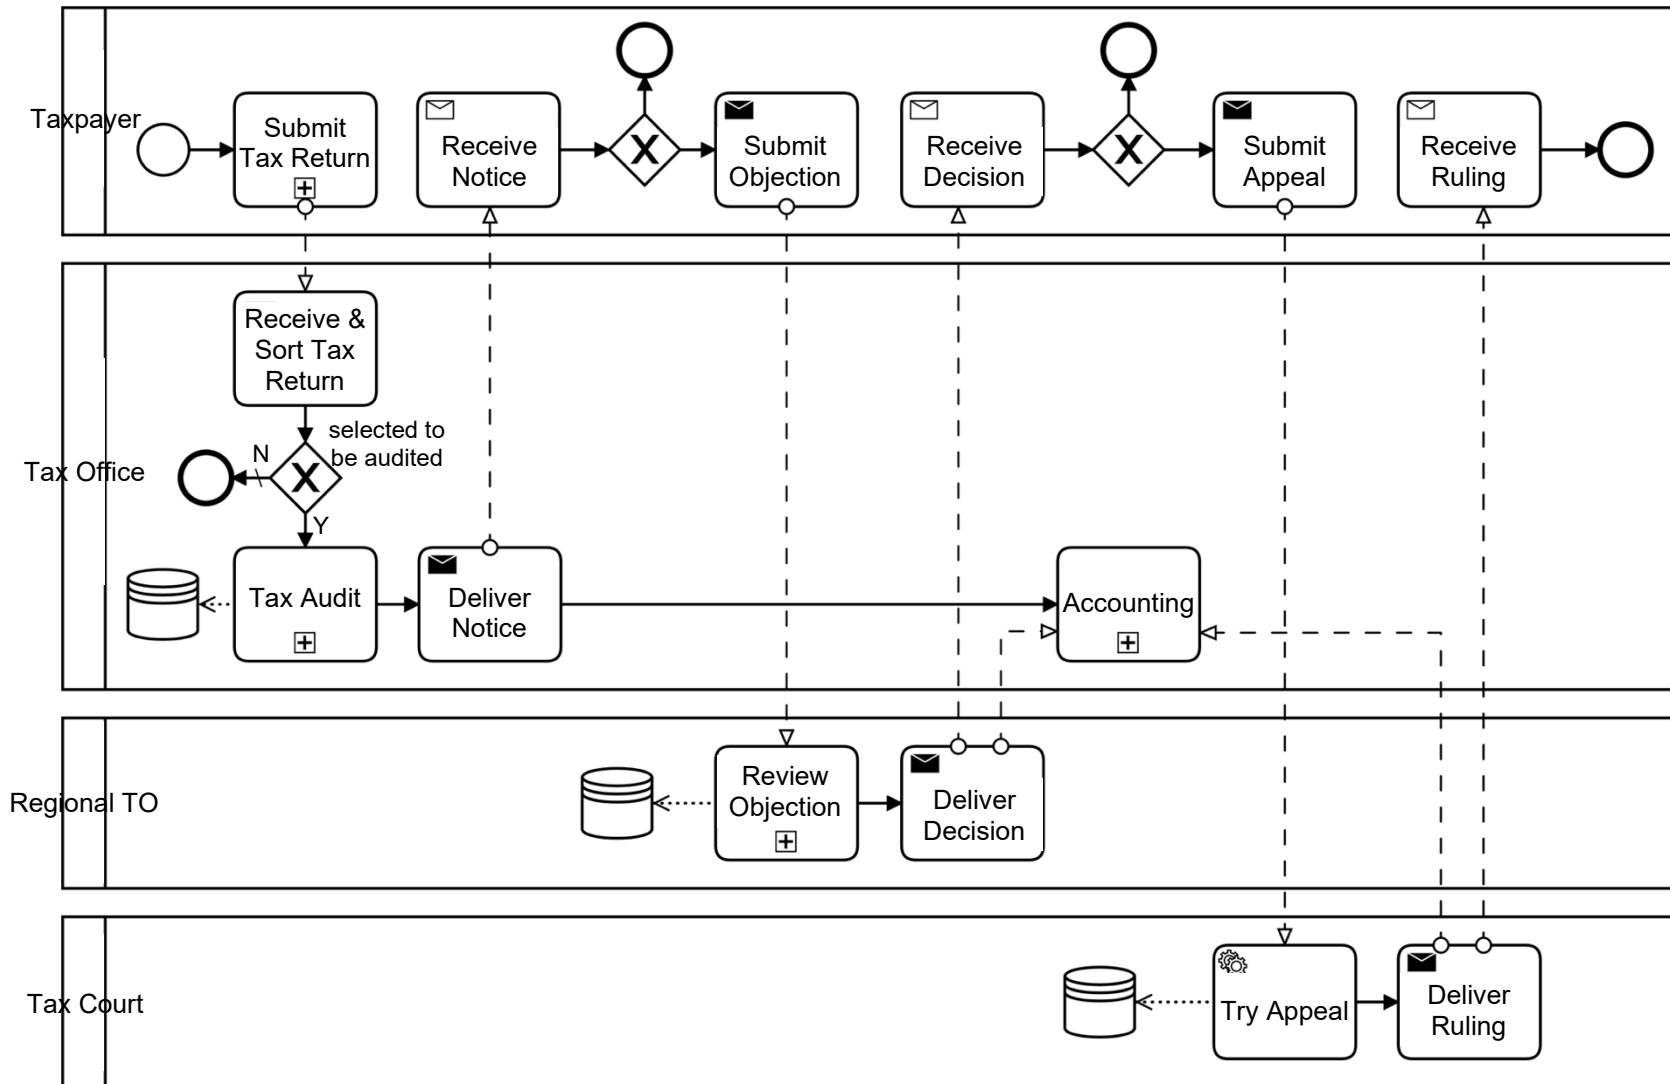 Taxpayer
Submit
Tax Return
Receive
Notice
X
Submit
Objection
Receive
Decision
X
Submit
Appeal
Receive
Ruling
Tax Office
Receive &
Sort Tax
Return
selected to
be audited
N
X
Y
Tax Audit
Deliver
Notice
Accounting
Regional TO
Review
Objection
Deliver
Decision
Tax Court
Try Appeal
Deliver
Ruling